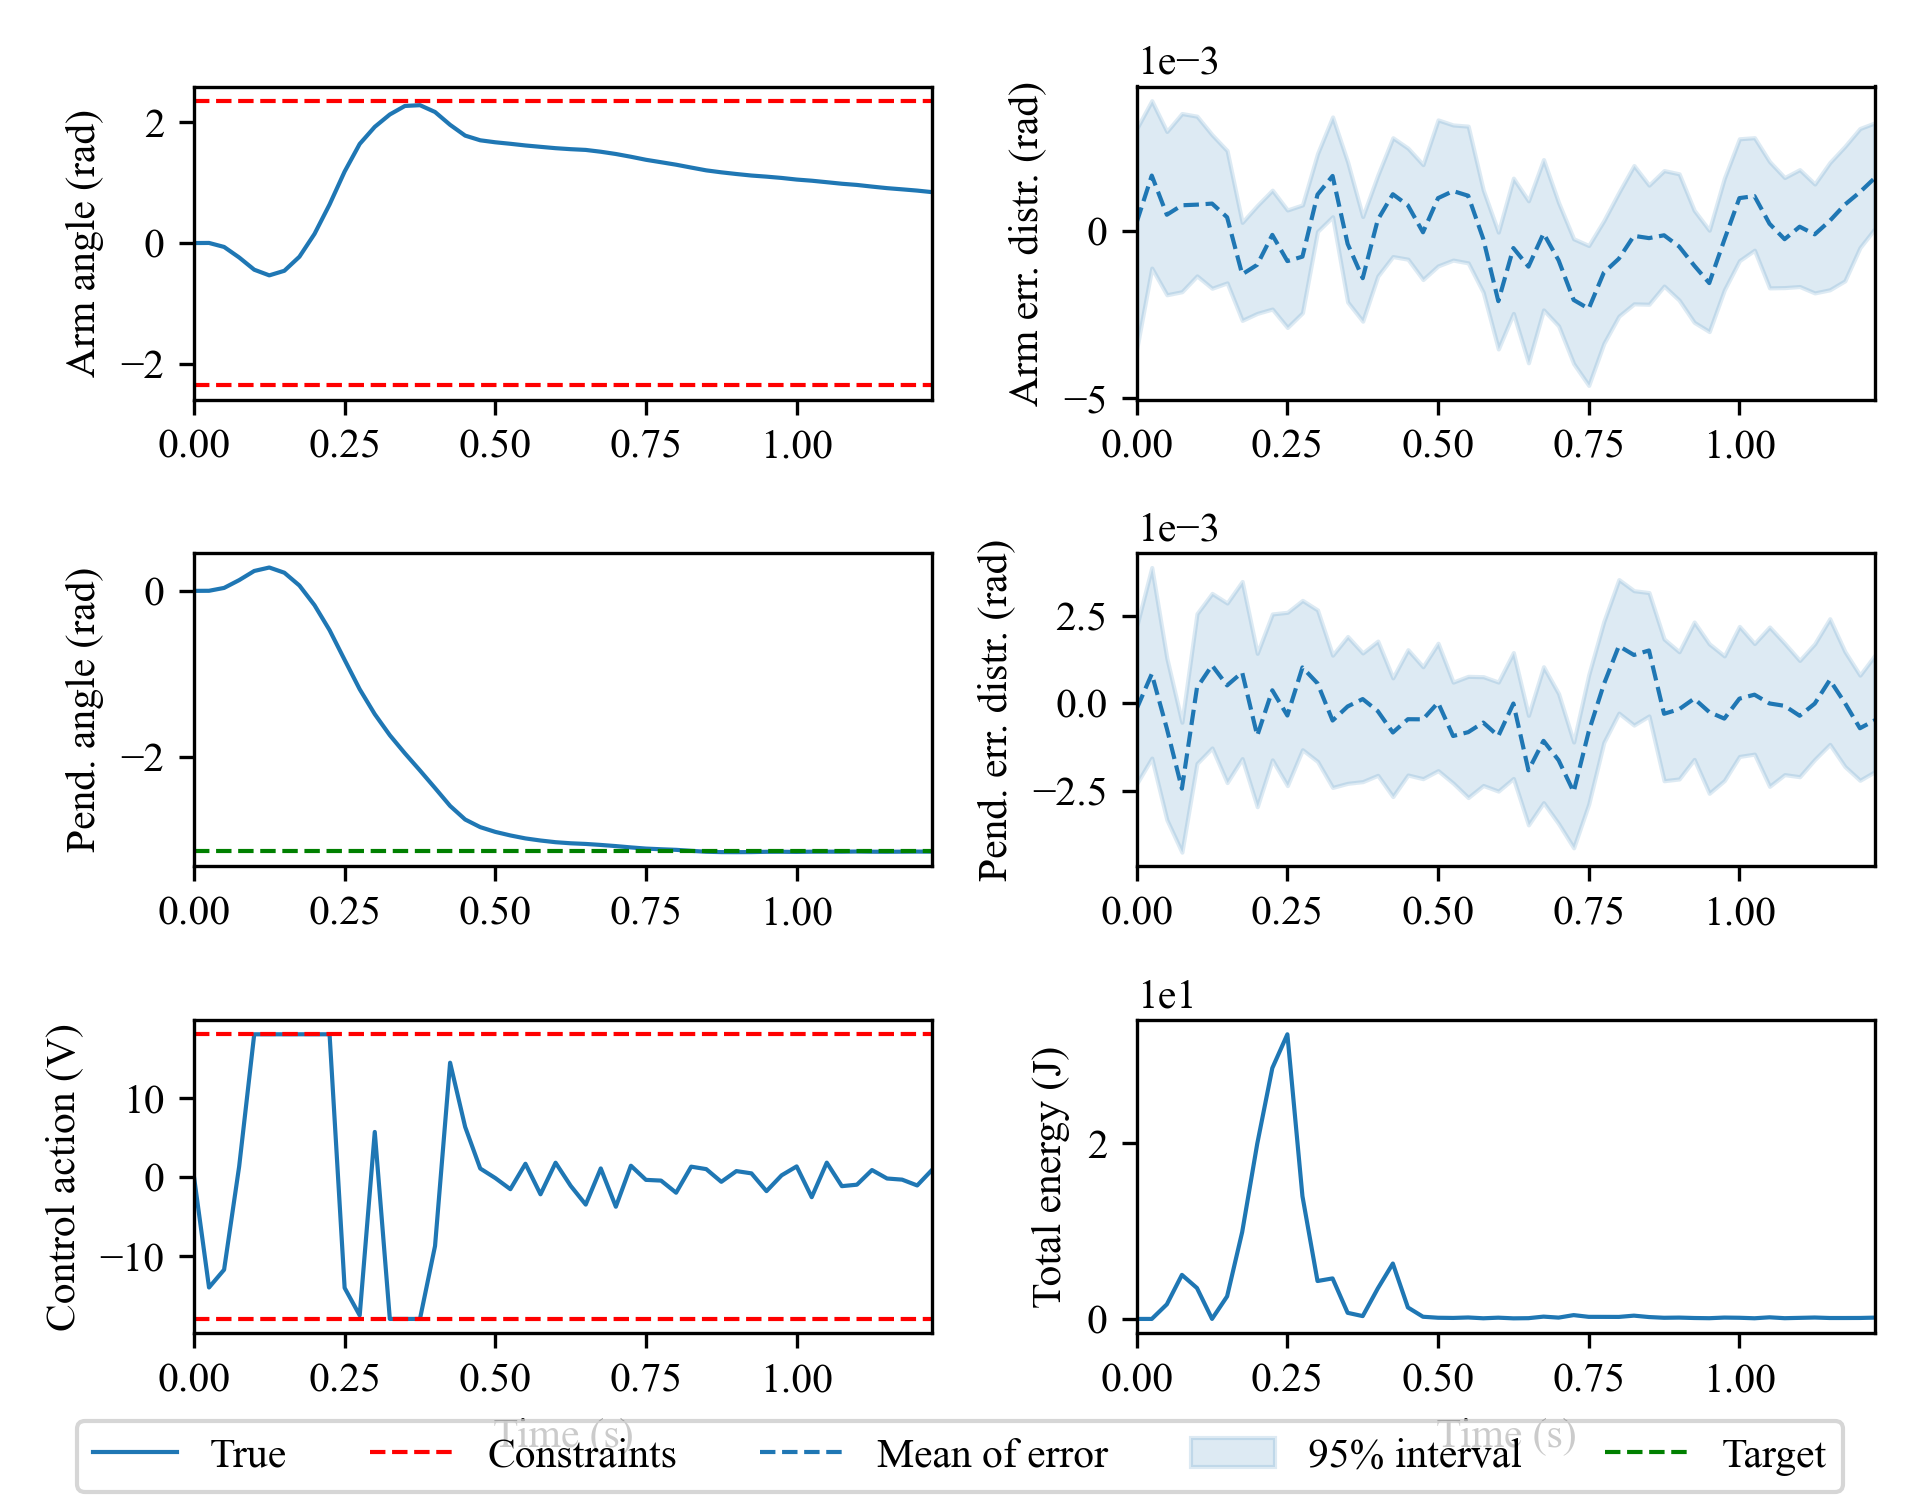 Arm angle (rad)
2
0
−2
0.00 0.25 0.50 0.75 1.00
1e−3
Arm err. distr. (rad)
0
−5
0.00 0.25 0.50 0.75 1.00
Pend. angle (rad)
0
−2
0.00 0.25 0.50 0.75 1.00
1e−3
Pend. err. distr. (rad)
2.5
0.0
−2.5
0.00 0.25 0.50 0.75 1.00
Control action (V)
10
0
−10
0.00 0.25 0.50 0.75 1.00
Time (s)
1e1
Total energy (J)
2
0
0.00 0.25 0.50 0.75 1.00
Time (s)
True Constraints Mean of error 95% interval Target